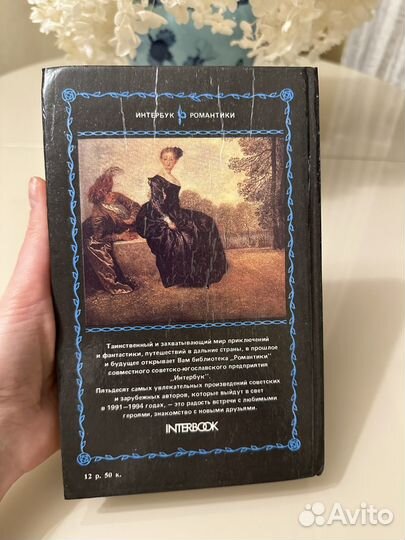 ИНТЕРБУК РОМАНТИКИ
Таинственный и захватывающий мир приключений
и фантастики, путешествий в дальние страны, в прошлое
и будущее открывает Вам библиотека „Романтики"
совместного советско-югославского предприятия
„Интербук".
Пятьдесят самых увлекательных произведений советских
и зарубежных авторов, которые выйдут в свет
в 1991—1994 годах, — это радость встречи с любимыми
героями, знакомство с новыми друзьями.
INTERBOOK
12 р. 50 к.
Avito